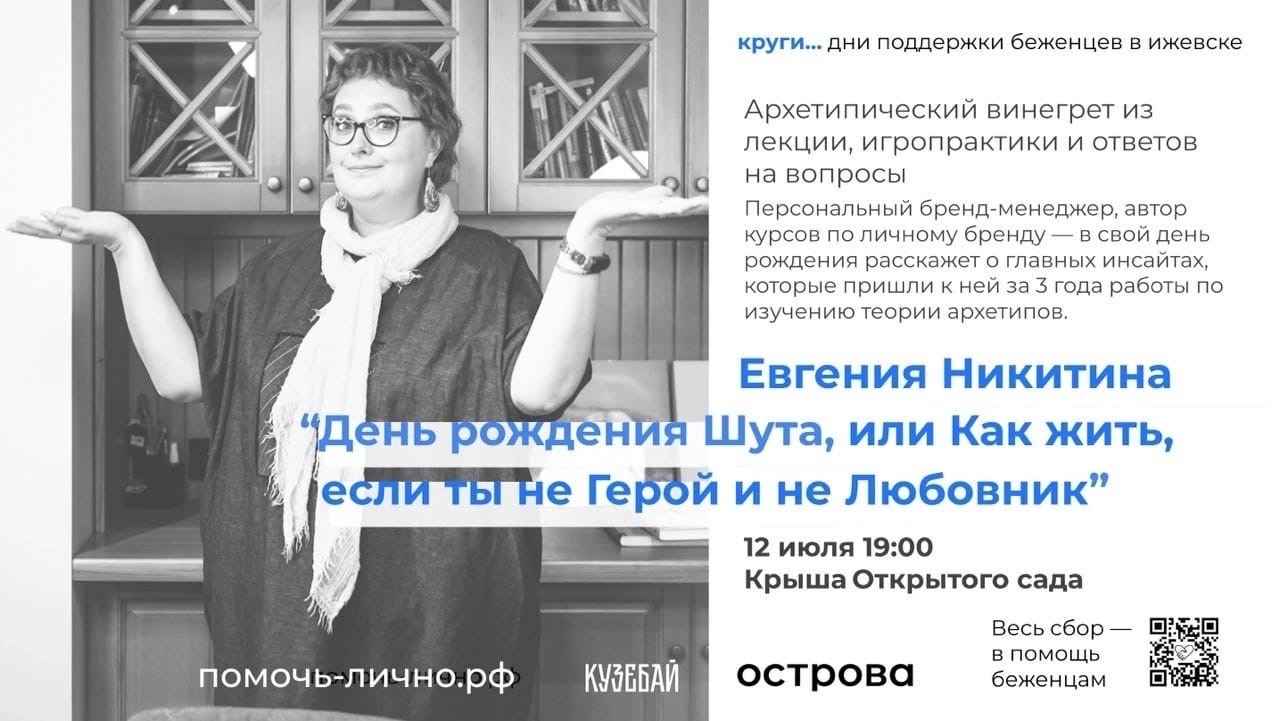 круги... дни поддержки беженцев в ижевске
Архетипический винегрет из
лекции, игропрактики и ответов
на вопросы
Персональный бренд-менеджер, автор
курсов по личному бренду — в свой день
рождения расскажет о главных инсайтах,
которые пришли к ней за 3 года работы по
изучению теории архетипов.
Евгения Никитина
“День рождения Шута, или Как жить,
если ты не Герой и не Любовник”
12 июля 19:00
Крыша Открытого сада
Весь сбор —
в помощь
беженцам
помочь-лично.рф
КУЗЕБАЙ
острова